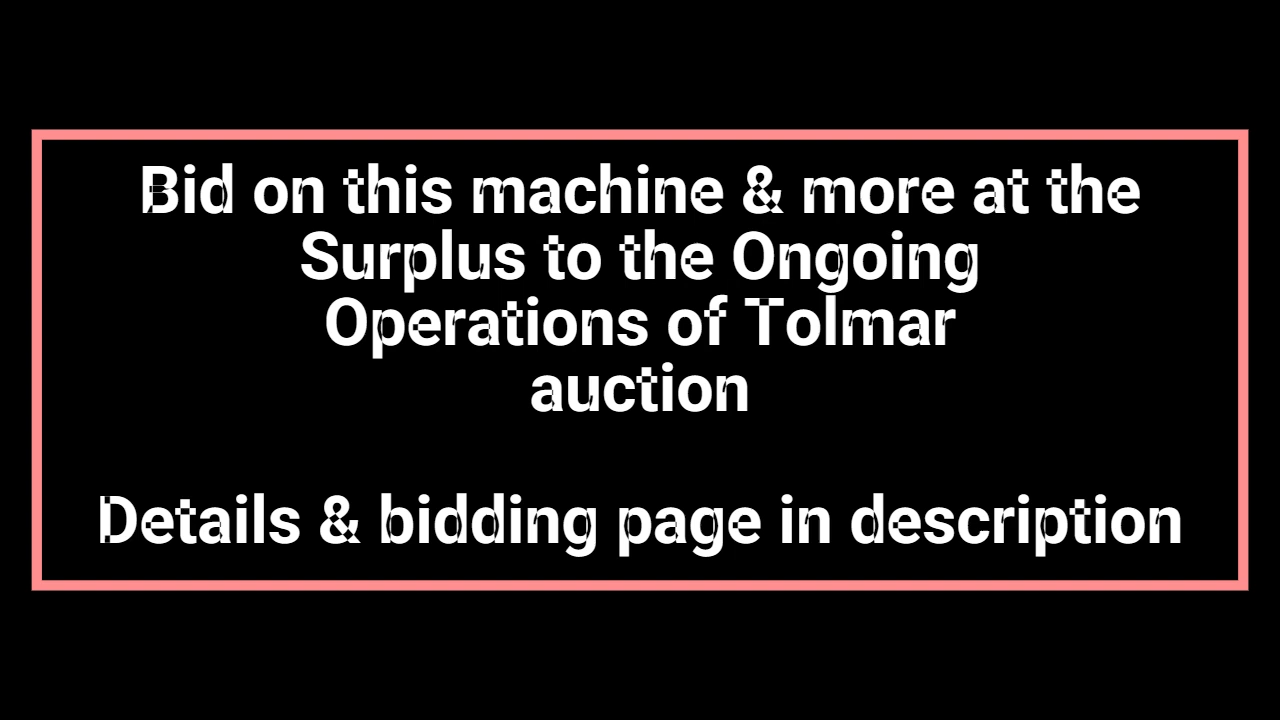 Bid on this machine & more at the
Surplus to the Ongoing
Operations of Tolmar
auction
Details & bidding page in description